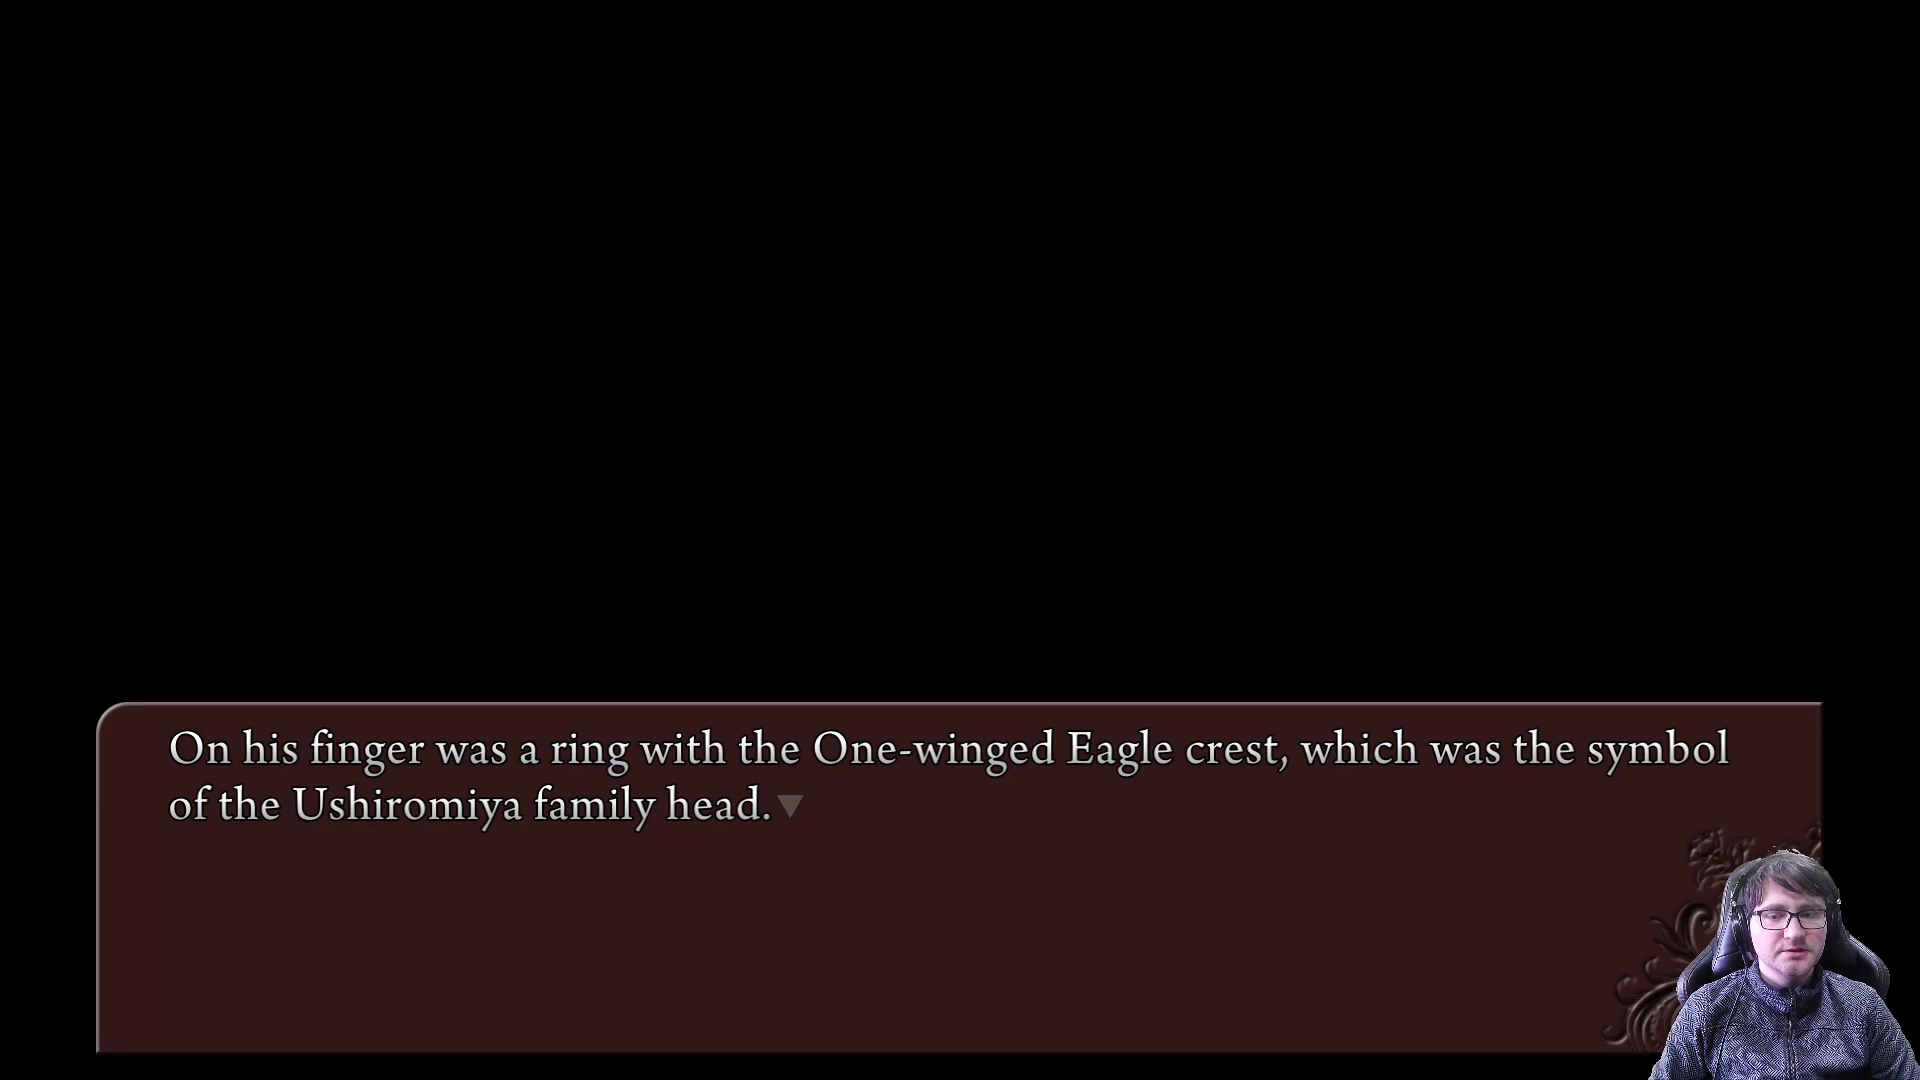 On his finger was a ring with the One-winged Eagle crest, which was the symbol
of the Ushiromiya family head.